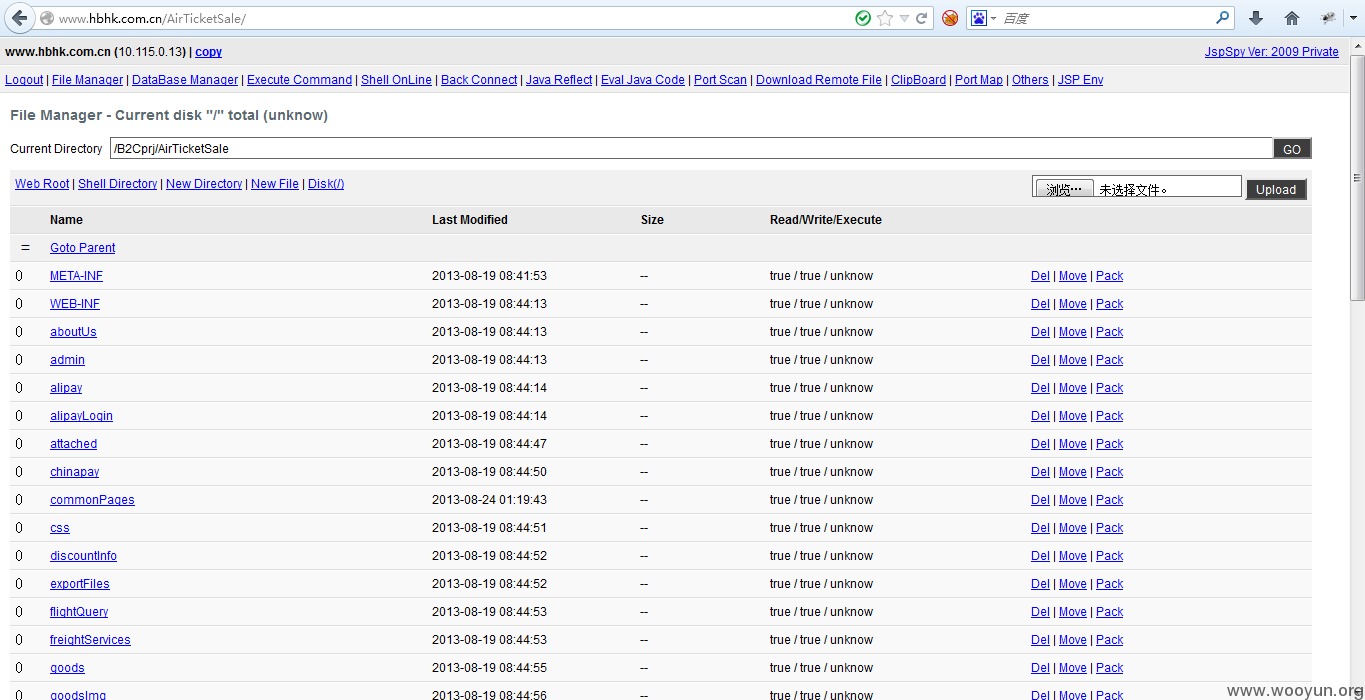 www.hbhk.com.cn/AirTicketSale/ 百度
www.hbhk.com.cn (10.115.0.13) | copy JspSpy Ver: 2009 Private
Logout | File Manager | DataBase Manager | Execute Command | Shell OnLine | Back Connect | Java Reflect | Eval Java Code | Port Scan | Download Remote File | ClipBoard | Port Map | Others | JSP Env
File Manager - Current disk "/" total (unknow)
Current Directory /B2Cprj/AirTicketSale GO
Web Root | Shell Directory | New Directory | New File | Disk(/) 浏览… 未选择文件。 Upload
Name Last Modified Size Read/Write/Execute
= Goto Parent
0 META-INF 2013-08-19 08:41:53 -- true / true / unknow Del | Move | Pack
0 WEB-INF 2013-08-19 08:44:13 -- true / true / unknow Del | Move | Pack
0 aboutUs 2013-08-19 08:44:13 -- true / true / unknow Del | Move | Pack
0 admin 2013-08-19 08:44:13 -- true / true / unknow Del | Move | Pack
0 alipay 2013-08-19 08:44:14 -- true / true / unknow Del | Move | Pack
0 alipayLogin 2013-08-19 08:44:14 -- true / true / unknow Del | Move | Pack
0 attached 2013-08-19 08:44:47 -- true / true / unknow Del | Move | Pack
0 chinapay 2013-08-19 08:44:50 -- true / true / unknow Del | Move | Pack
0 commonPages 2013-08-24 01:19:43 -- true / true / unknow Del | Move | Pack
0 css 2013-08-19 08:44:51 -- true / true / unknow Del | Move | Pack
0 discountInfo 2013-08-19 08:44:52 -- true / true / unknow Del | Move | Pack
0 exportFiles 2013-08-19 08:44:52 -- true / true / unknow Del | Move | Pack
0 flightQuery 2013-08-19 08:44:53 -- true / true / unknow Del | Move | Pack
0 freightServices 2013-08-19 08:44:53 -- true / true / unknow Del | Move | Pack
0 goods 2013-08-19 08:44:55 -- true / true / unknow Del | Move | Pack
0 goodsImg 2013-08-19 08:44:56 -- true / true / unknow Del | Move | Pack
www.wooyun.org